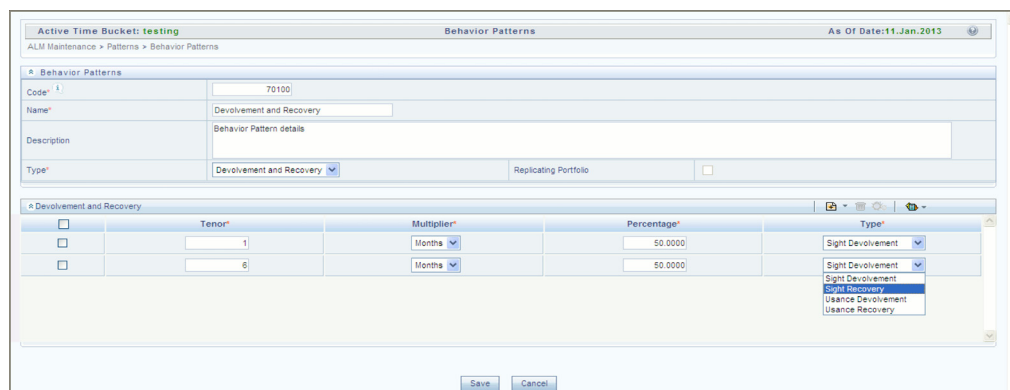 Active Time Bucket: testing Behavior Patterns As Of Date:11.Jan.2013
ALM Maintenance > Patterns > Behavior Patterns
Behavior Patterns
Code* 70100
Name* Devolvement and Recovery
Description Behavior Pattern details
Type* Devolvement and Recovery Replicating Portfolio
Devolvement and Recovery
Tenor* Multiplier* Percentage* Type*
1 Months 50.0000 Sight Devolvement
6 Months 50.0000 Sight Devolvement
Sight Devolvement
Sight Recovery
Usance Devolvement
Usance Recovery
Save Cancel